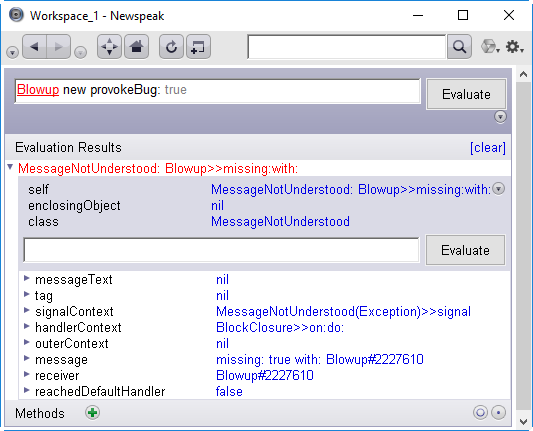 Workspace_1 - Newspeak
Blowup new provokeBug: true
Evaluate
Evaluation Results [clear]
MessageNotUnderstood: Blowup>>missing:with:
self MessageNotUnderstood: Blowup>>missing:with:
enclosingObject nil
class MessageNotUnderstood
Evaluate
messageText nil
tag nil
signalContext MessageNotUnderstood(Exception)>>signal
handlerContext BlockClosure>>on:do:
outerContext nil
message missing: true with: Blowup#2227610
receiver Blowup#2227610
reachedDefaultHandler false
Methods